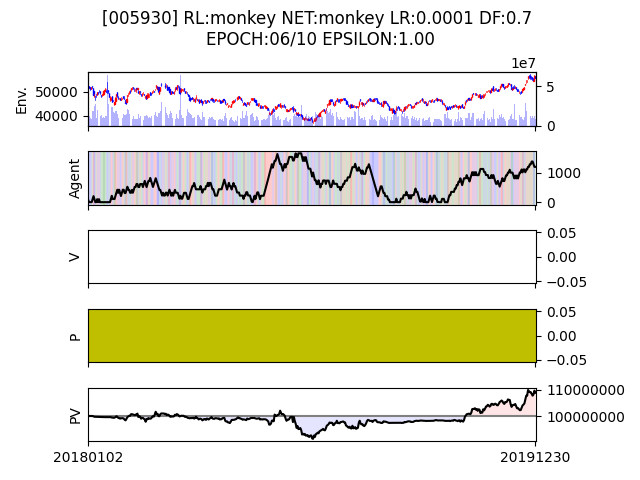 [005930] RL:monkey NET:monkey LR:0.0001 DF:0.7
EPOCH:06/10 EPSILON:1.00
1e7
Env.
50000
40000
5
0
Agent
1000
0
V
0.05
0.00
−0.05
P
0.05
0.00
−0.05
PV
110000000
100000000
20180102
20191230